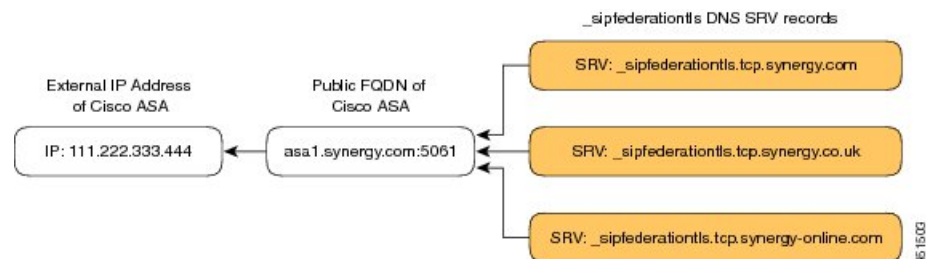 _sipfederationtls DNS SRV records
External IP Address
of Cisco ASA
Public FQDN of
Cisco ASA
SRV: _sipfederationtls.tcp.synergy.com
IP: 111.222.333.444
asa1.synergy.com:5061
SRV: _sipfederationtls.tcp.synergy.co.uk
SRV: _sipfederationtls.tcp.synergy-online.com